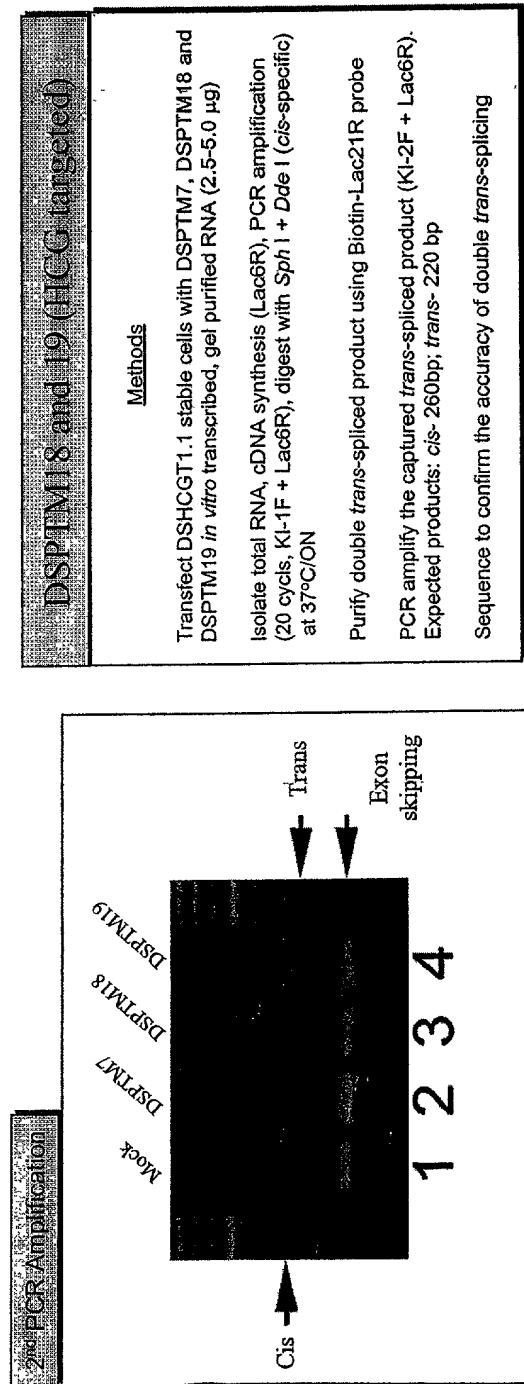 2nd PCR Amplification
Mock
DSPTM7
DSPTM18
DSPTM19
Cis
Trans
Exon
skipping
1 2 3 4
DSPTM18 and 19 (HCG targeted)
Methods
Transfect DSHCGT1.1 stable cells with DSPTM7, DSPTM18 and
DSPTM19 in vitro transcribed, gel purified RNA (2.5-5.0 µg)
Isolate total RNA, cDNA synthesis (Lac6R), PCR amplification
(20 cycls, KI-1F + Lac6R), digest with Sph I + Dde I (cis-specific)
at 37ºC/ON
Purify double trans-spliced product using Biotin-Lac21R probe
PCR amplify the captured trans-spliced product (KI-2F + Lac6R).
Expected products: cis- 260bp; trans- 220 bp
Sequence to confirm the accuracy of double trans-splicing